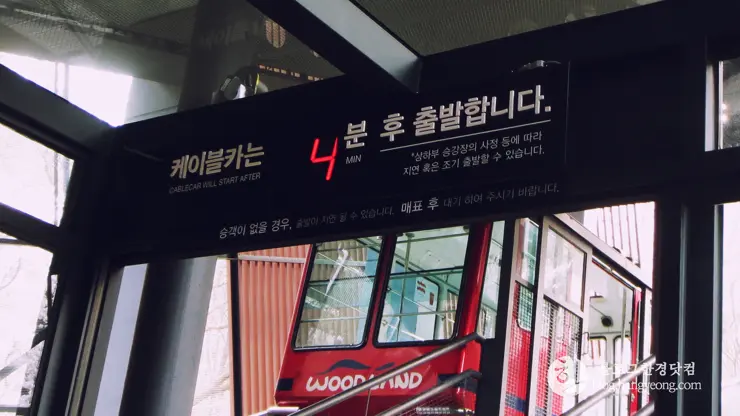 케이블카는 4분 후 출발합니다.
CABLECAR WILL START AFTER MIN
*상하부 승강장의 사정 등에 따라
지연 혹은 조기 출발할 수 있습니다.
승객이 없을 경우, 출발이 지연 될 수 있습니다. 매표 후 대기 하여 주시기 바랍니다.
WOODLAND